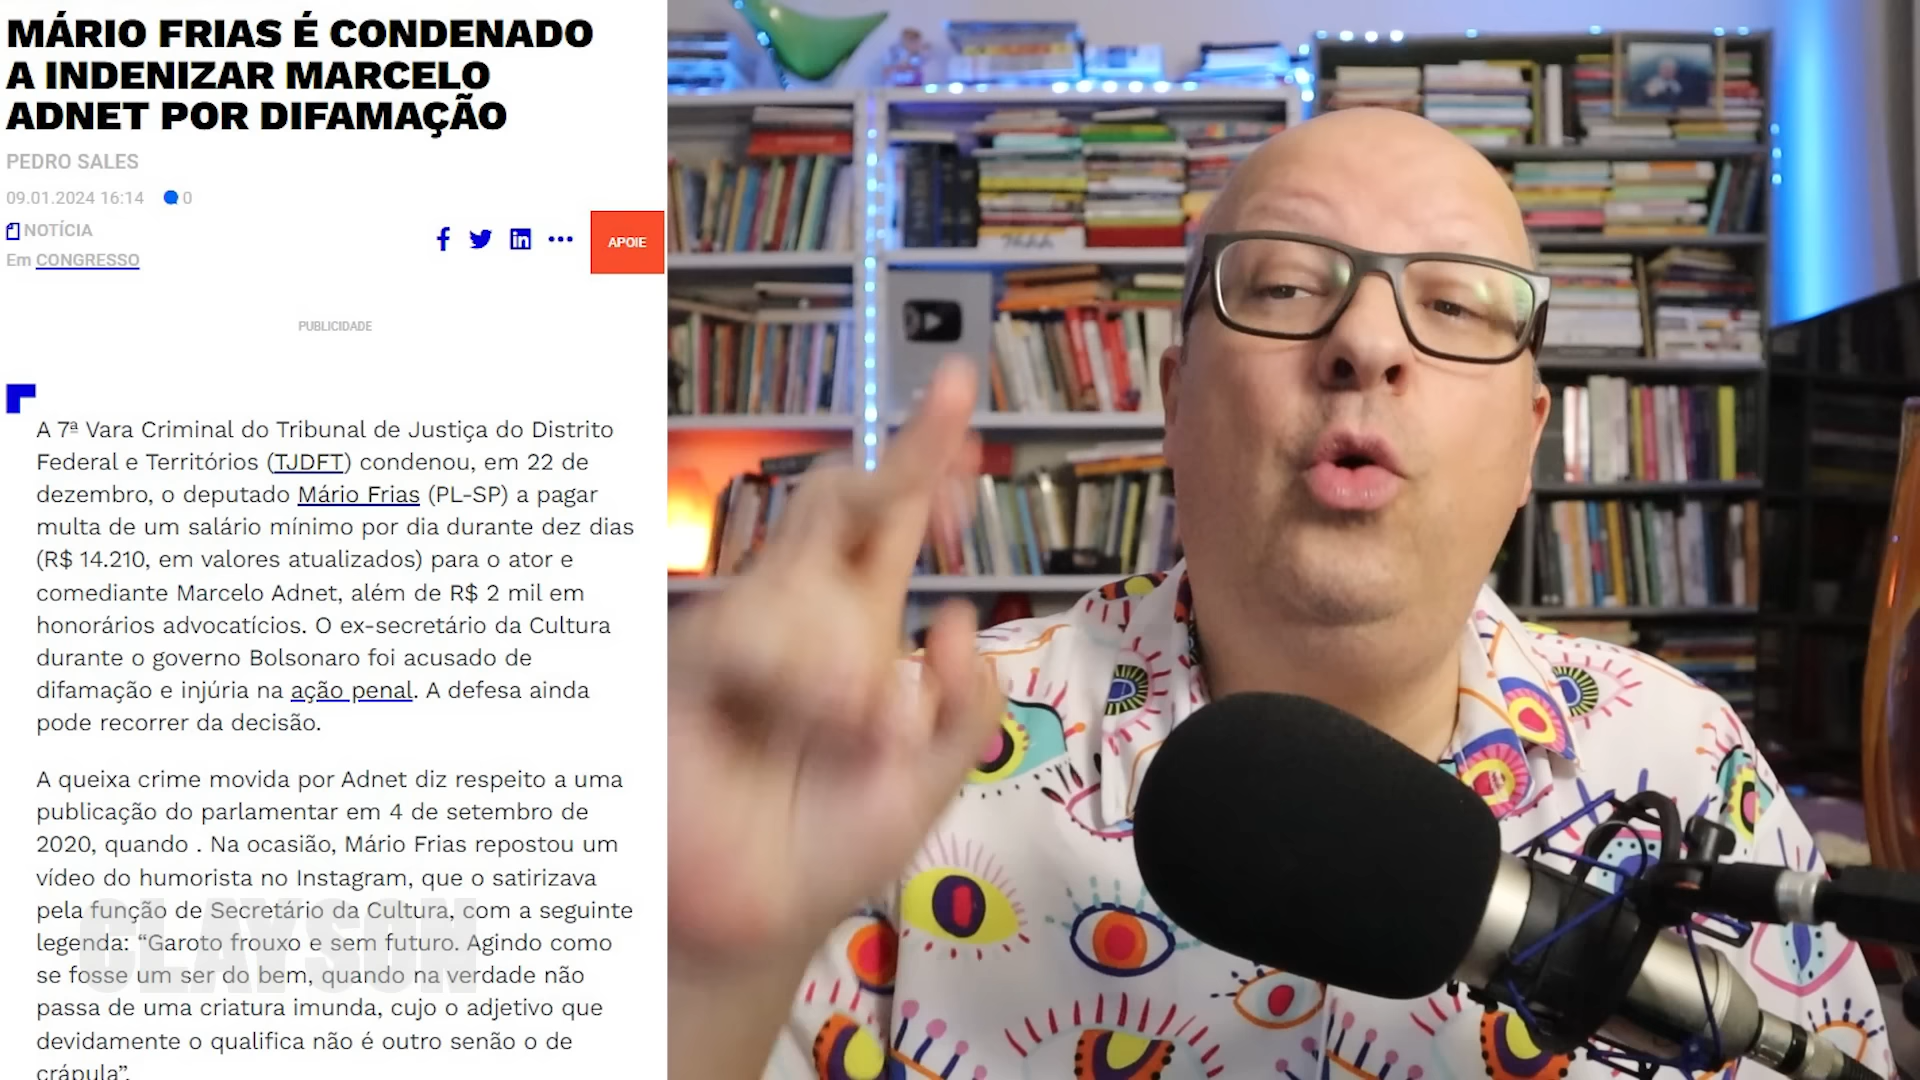 MÁRIO FRIAS É CONDENADO
A INDENIZAR MARCELO
ADNET POR DIFAMAÇÃO
PEDRO SALES
09.01.2024 16:14 0
NOTÍCIA
Em CONGRESSO
APOIE
PUBLICIDADE
A 7ª Vara Criminal do Tribunal de Justiça do Distrito
Federal e Territórios (TJDFT) condenou, em 22 de
dezembro, o deputado Mário Frias (PL-SP) a pagar
multa de um salário mínimo por dia durante dez dias
(R$ 14.210, em valores atualizados) para o ator e
comediante Marcelo Adnet, além de R$ 2 mil em
honorários advocatícios. O ex-secretário da Cultura
durante o governo Bolsonaro foi acusado de
difamação e injúria na ação penal. A defesa ainda
pode recorrer da decisão.
A queixa crime movida por Adnet diz respeito a uma
publicação do parlamentar em 4 de setembro de
2020, quando . Na ocasião, Mário Frias repostou um
vídeo do humorista no Instagram, que o satirizava
pela função de Secretário da Cultura, com a seguinte
legenda: “Garoto frouxo e sem futuro. Agindo como
se fosse um ser do bem, quando na verdade não
passa de uma criatura imunda, cujo o adjetivo que
devidamente o qualifica não é outro senão o de
crápula”.
CLAYSON